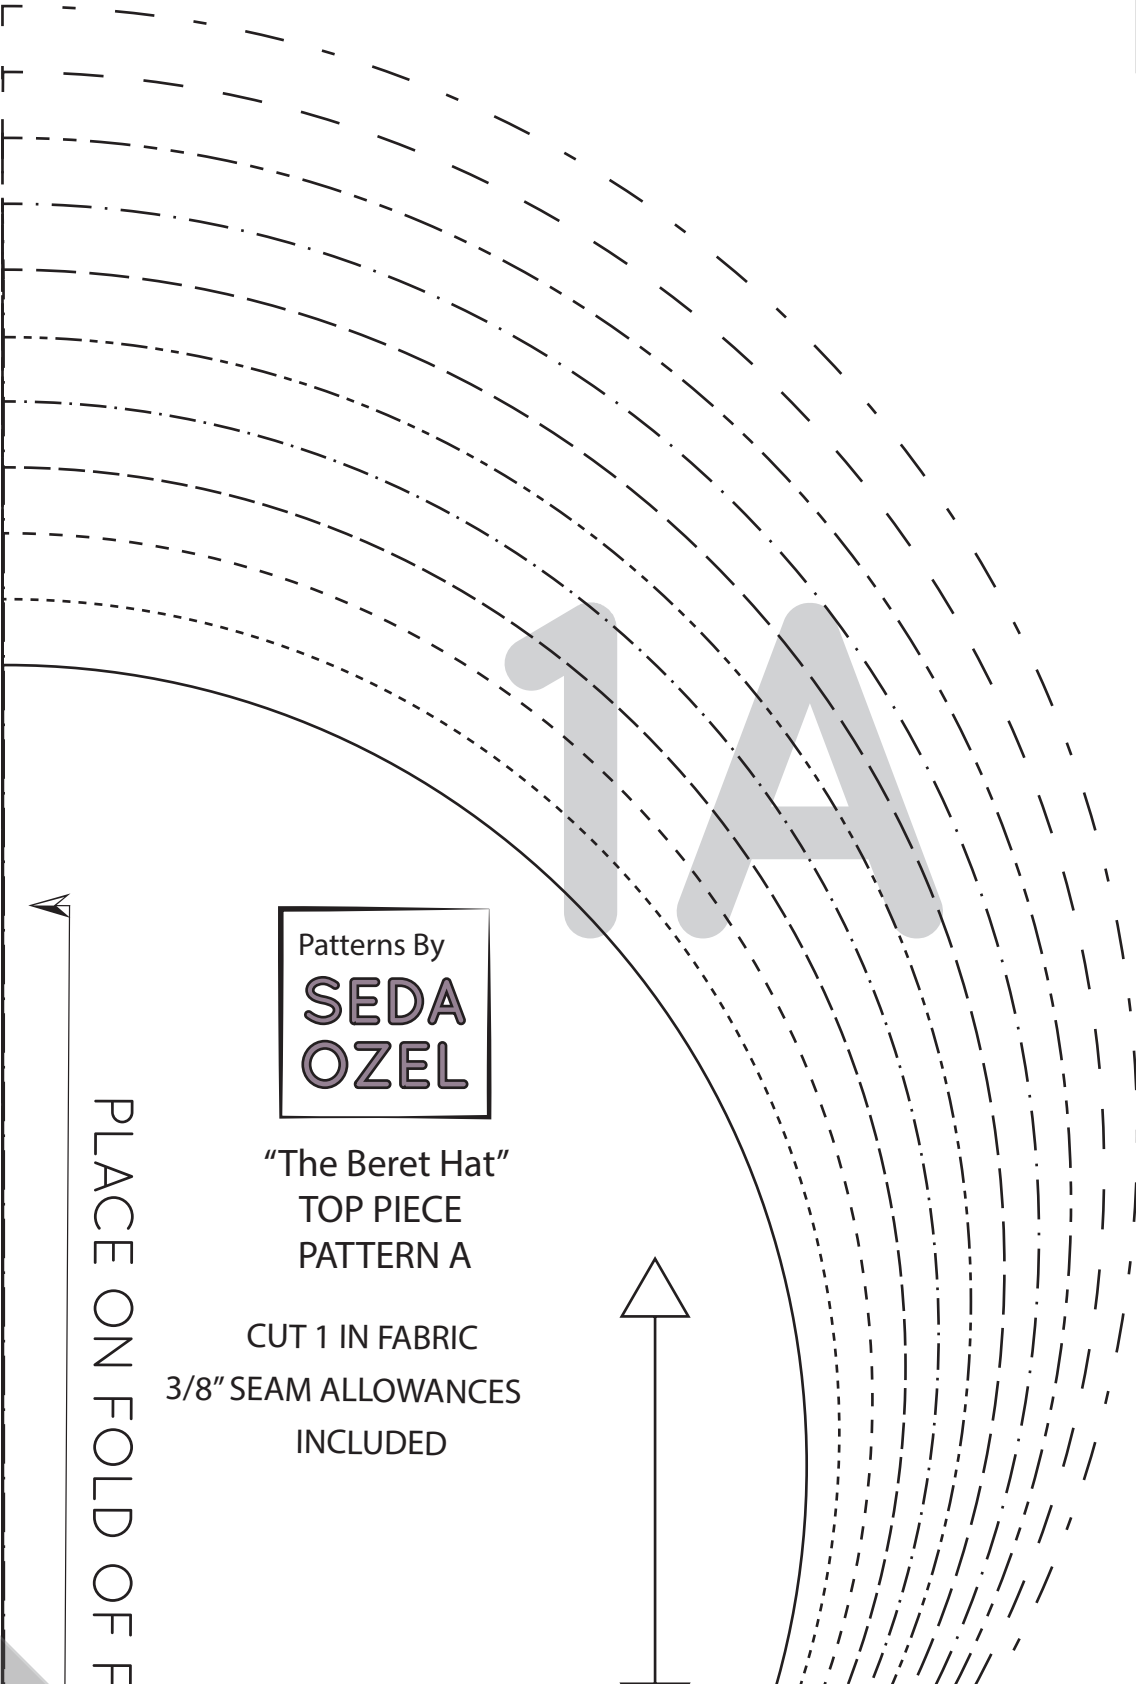 1A
Patterns By
SEDA
OZEL
“The Beret Hat”
TOP PIECE
PATTERN A
CUT 1 IN FABRIC
3/8” SEAM ALLOWANCES
INCLUDED
PLACE ON FOLD OF